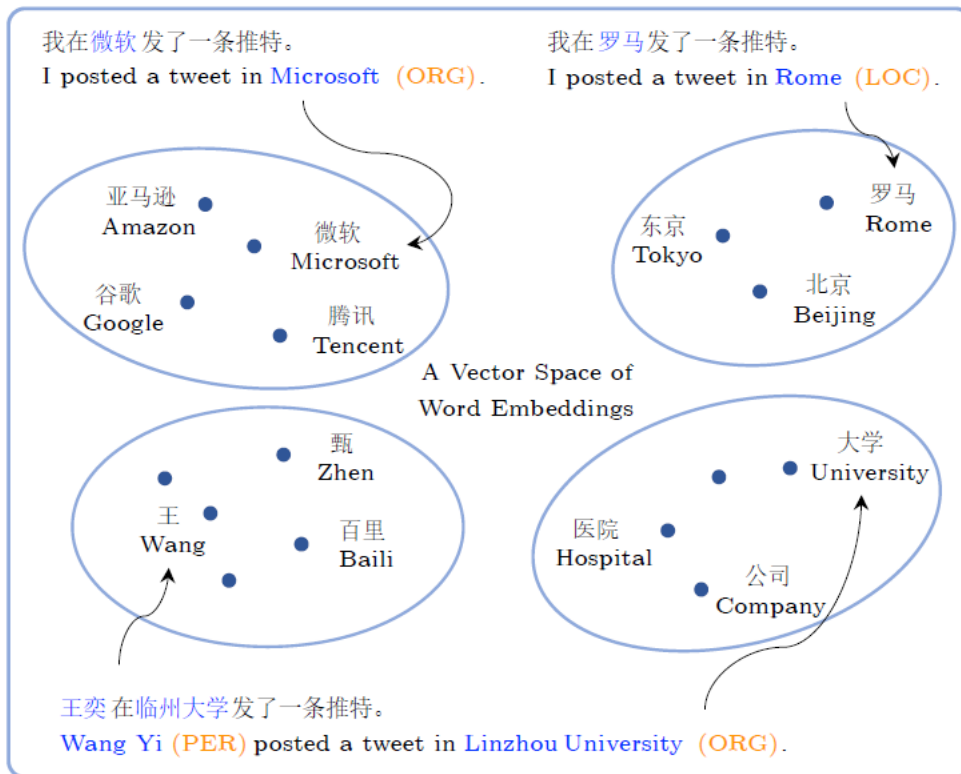 我在微软发了一条推特。
I posted a tweet in Microsoft (ORG).
我在罗马发了一条推特。
I posted a tweet in Rome (LOC).
亚马逊
Amazon
微软
Microsoft
谷歌
Google
腾讯
Tencent
罗马
Rome
东京
Tokyo
北京
Beijing
A Vector Space of
Word Embeddings
甄
Zhen
王
Wang
百里
Baili
大学
University
医院
Hospital
公司
Company
王奕在临州大学发了一条推特。
Wang Yi (PER) posted a tweet in Linzhou University (ORG).